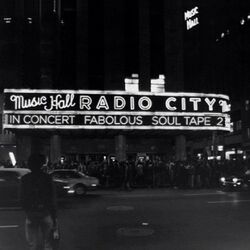 MUSIC HALL
Music Hall RADIO CITY
IN CONCERT FABOLOUS SOUL TAPE 2